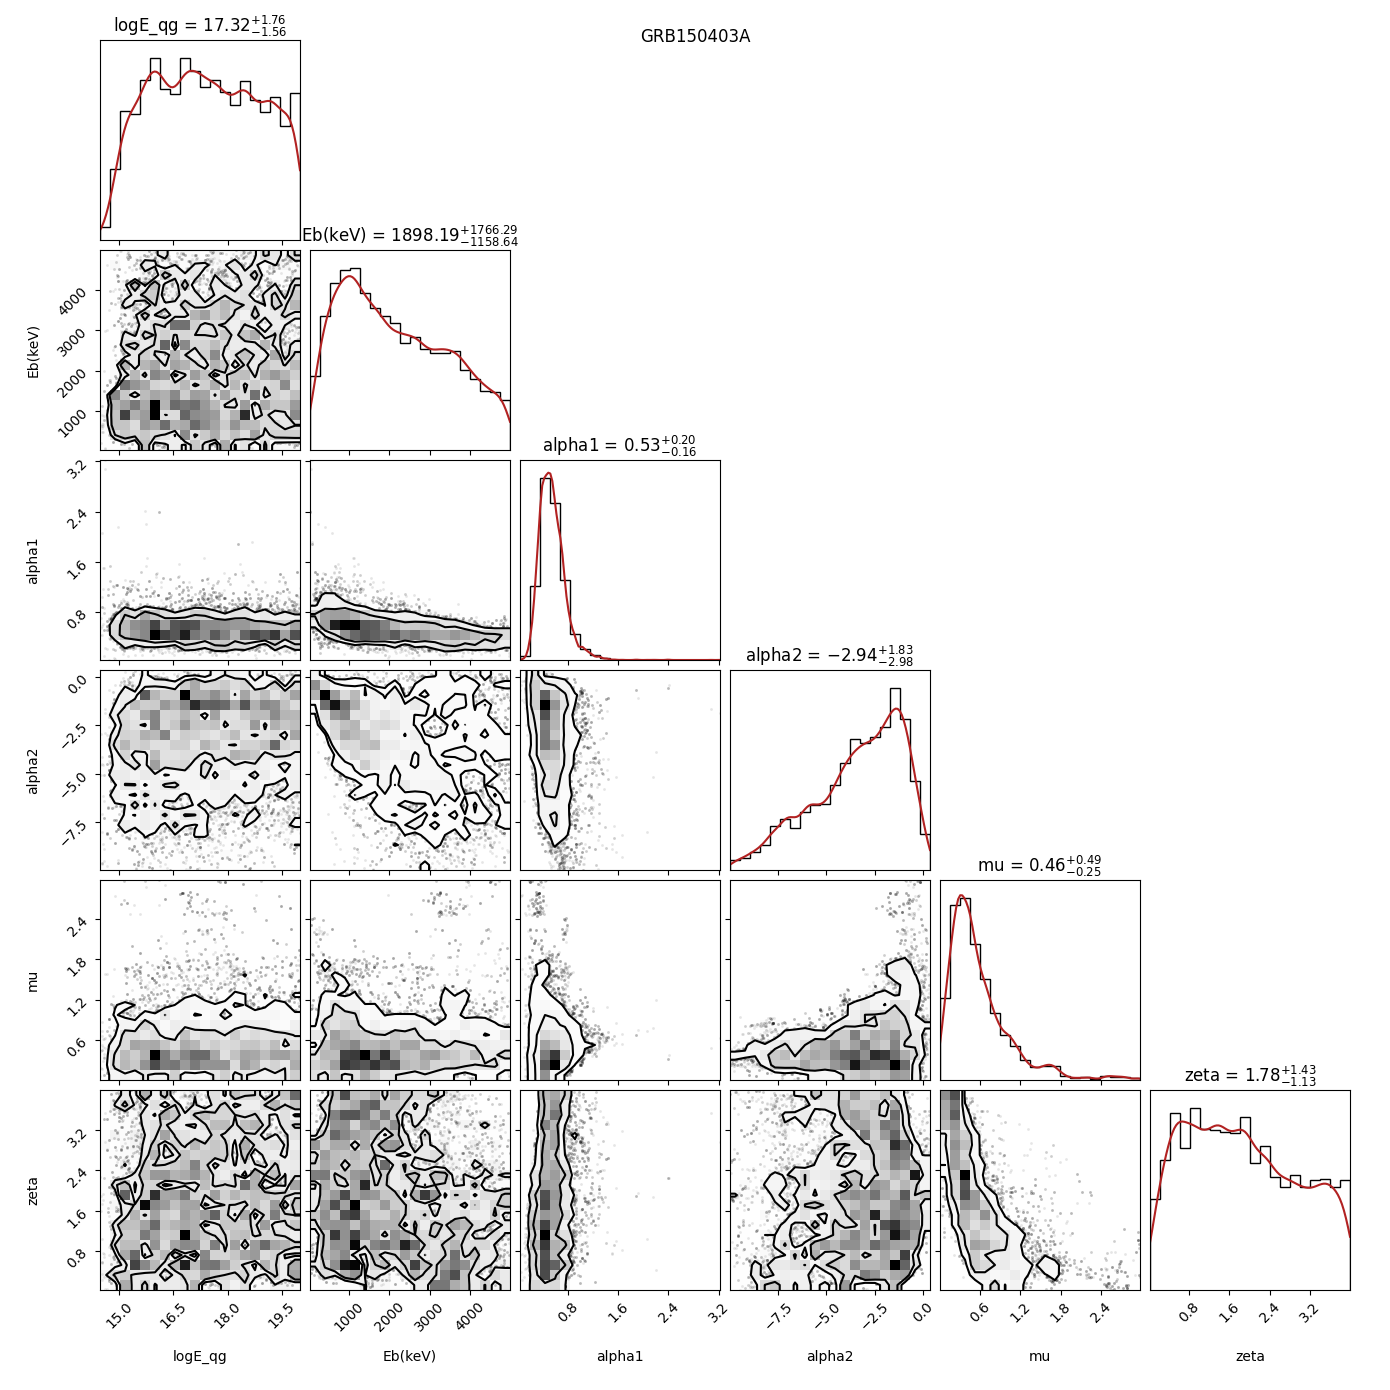 GRB150403A
logE_qg = 17.32 +1.76 −1.56
Eb(keV) = 1898.19 +1766.29 −1158.64
4000
3000
2000
1000
Eb(keV)
alpha1 = 0.53 +0.20 −0.16
3.2
2.4
1.6
0.8
alpha1
alpha2 = −2.94 +1.83 −2.98
0.0
−2.5
−5.0
−7.5
alpha2
mu = 0.46 +0.49 −0.25
2.4
1.8
1.2
0.6
mu
zeta = 1.78 +1.43 −1.13
3.2
2.4
1.6
0.8
zeta
15.0 16.5 18.0 19.5
1000 2000 3000 4000
0.8 1.6 2.4 3.2
−7.5 −5.0 −2.5 0.0
0.6 1.2 1.8 2.4
0.8 1.6 2.4 3.2
logE_qg Eb(keV) alpha1 alpha2 mu zeta